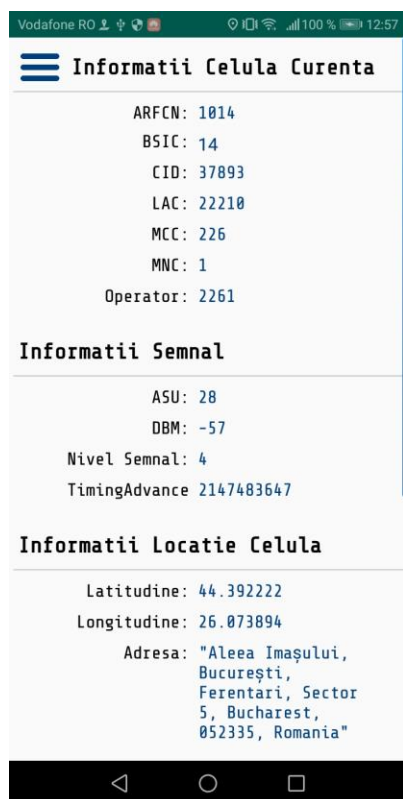 Vodafone RO 100 % 12:57
Informatii Celula Curenta
ARFCN: 1014
BSIC: 14
CID: 37893
LAC: 22210
MCC: 226
MNC: 1
Operator: 2261
Informatii Semnal
ASU: 28
DBM: -57
Nivel Semnal: 4
TimingAdvance 2147483647
Informatii Locatie Celula
Latitudine: 44.392222
Longitudine: 26.073894
Adresa: "Aleea Imașului,
București,
Ferentari, Sector
5, Bucharest,
052335, Romania"